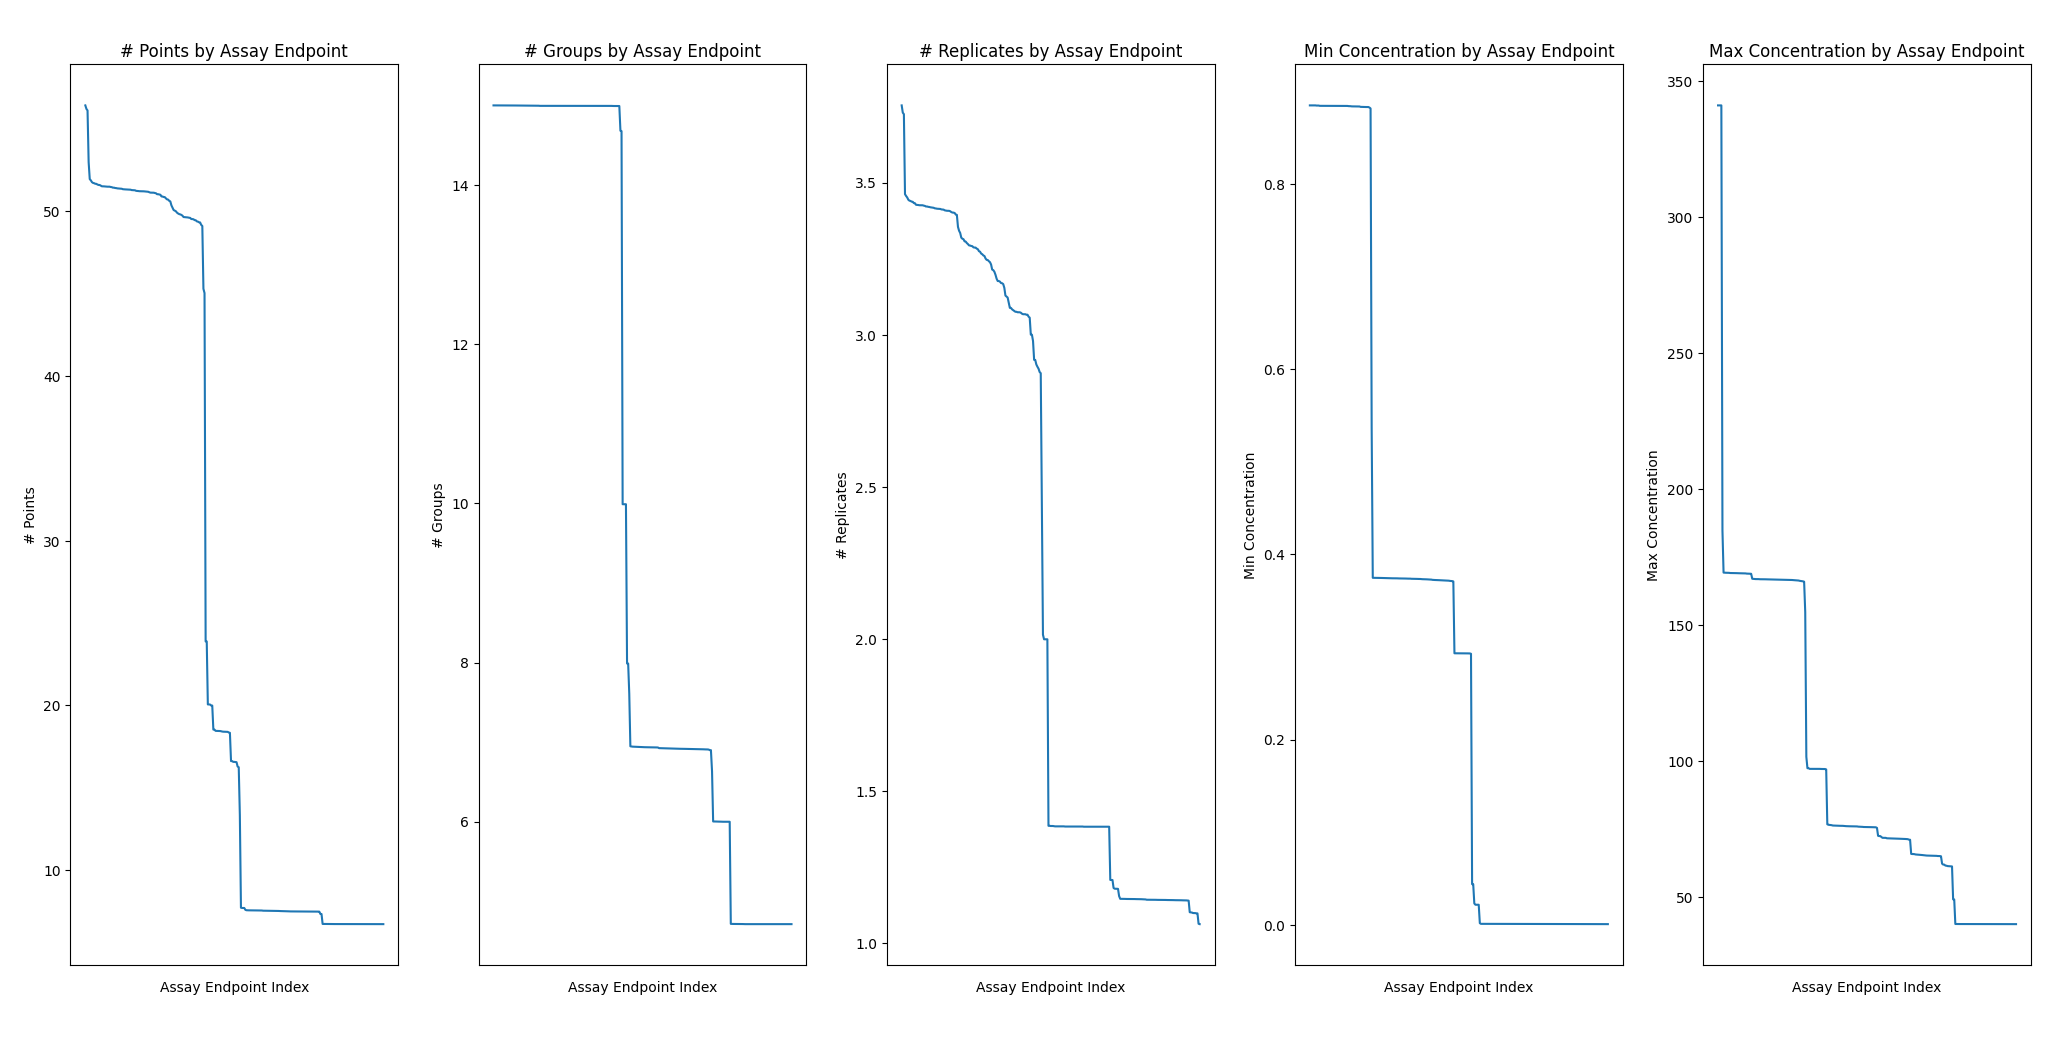 # Points by Assay Endpoint
# Points
50
40
30
20
10
Assay Endpoint Index
# Groups by Assay Endpoint
# Groups
14
12
10
8
6
Assay Endpoint Index
# Replicates by Assay Endpoint
# Replicates
3.5
3.0
2.5
2.0
1.5
1.0
Assay Endpoint Index
Min Concentration by Assay Endpoint
Min Concentration
0.8
0.6
0.4
0.2
0.0
Assay Endpoint Index
Max Concentration by Assay Endpoint
Max Concentration
350
300
250
200
150
100
50
Assay Endpoint Index